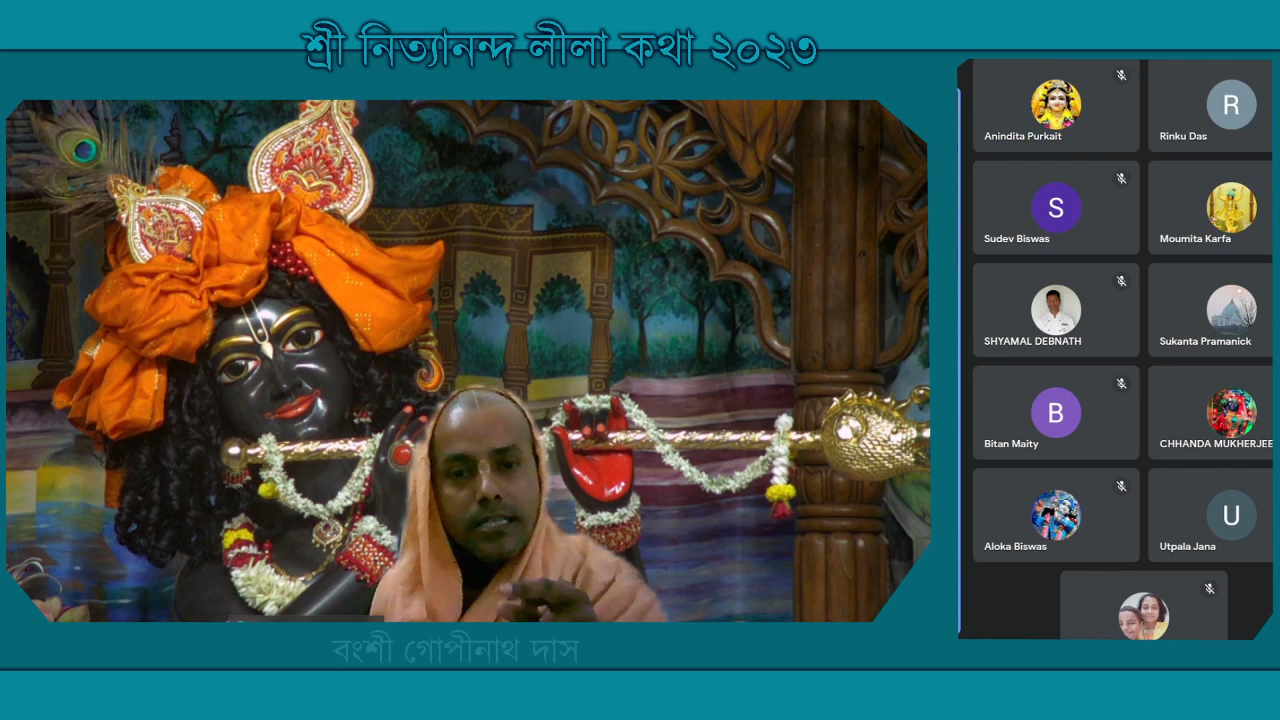 শ্রী নিত্যানন্দ লীলা কথা ২০২৩
Anindita Purkait
R
Rinku Das
S
Sudev Biswas
Moumita Karfa
SHYAMAL DEBNATH
Sukanta Pramanick
B
Bitan Maity
CHHANDA MUKHERJEE
Aloka Biswas
U
Utpala Jana
বংশী গোপীনাথ দাস